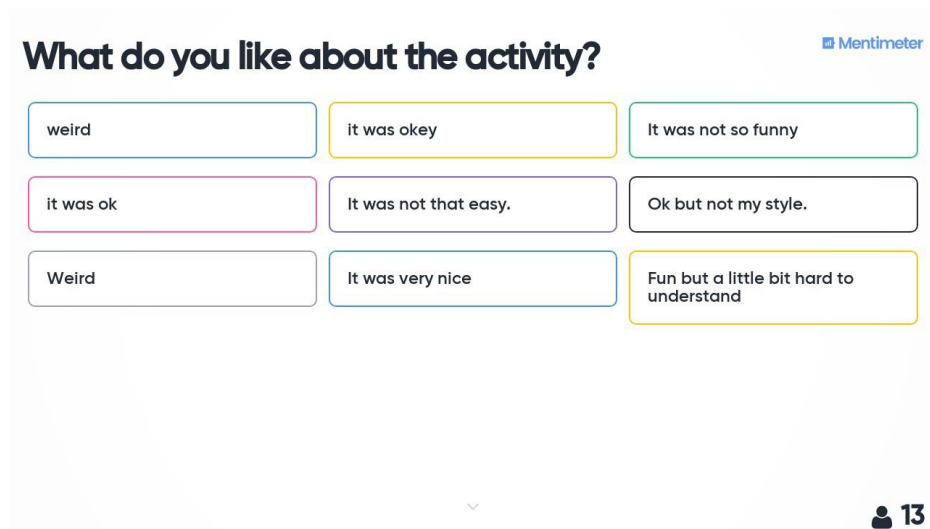 What do you like about the activity?
Mentimeter
weird
it was okey
It was not so funny
it was ok
It was not that easy.
Ok but not my style.
Weird
It was very nice
Fun but a little bit hard to
understand
13